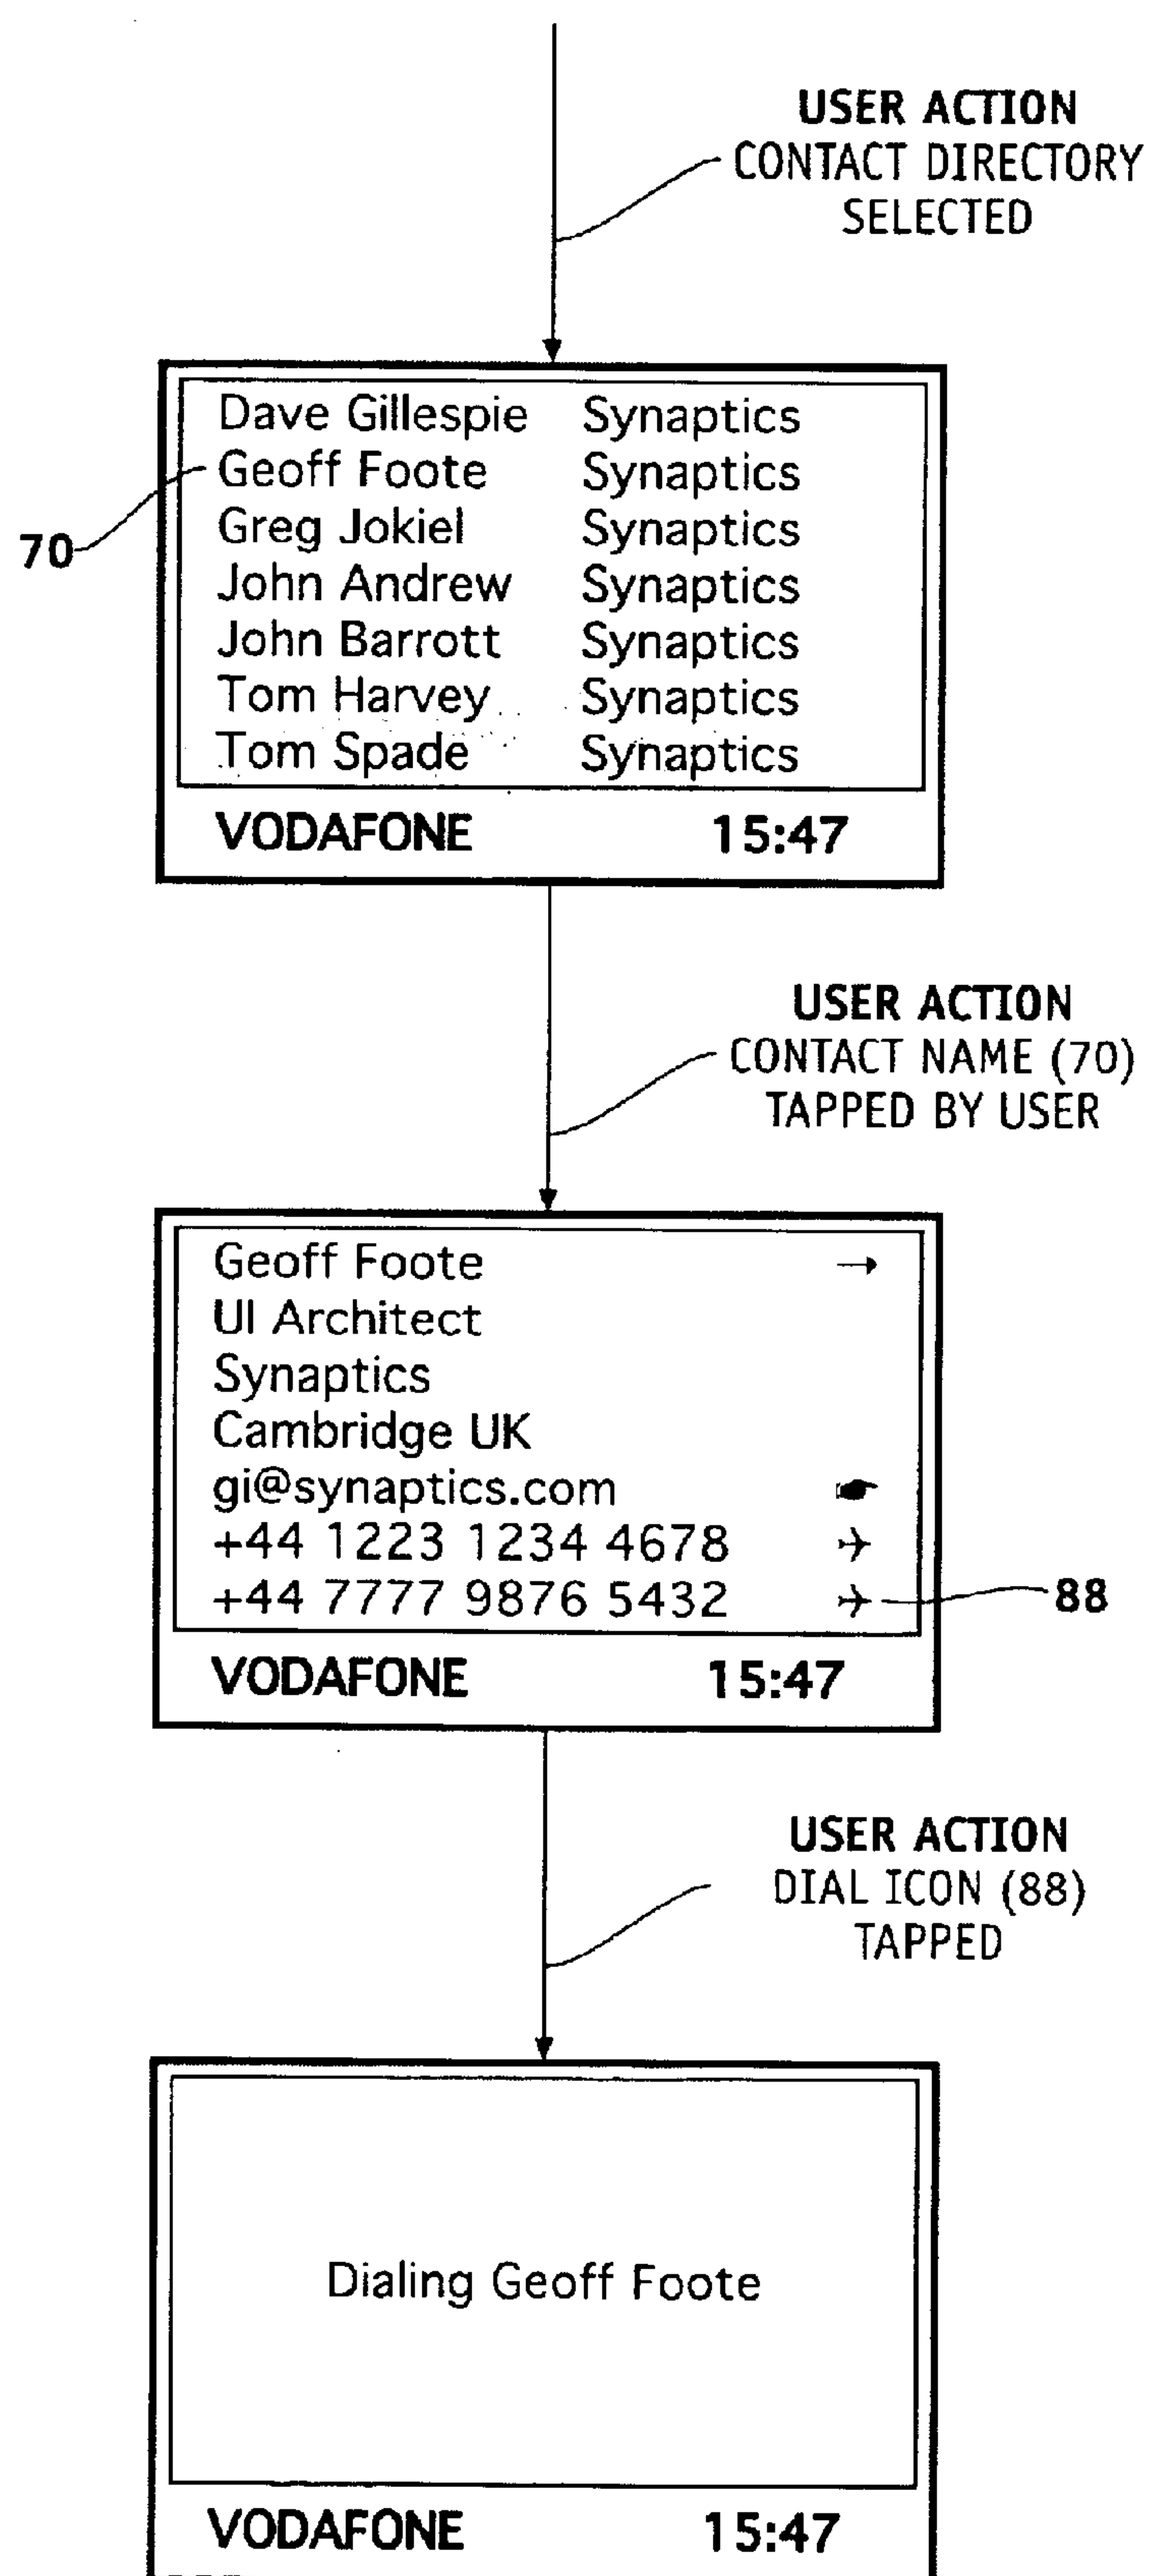 USER ACTION
CONTACT DIRECTORY
SELECTED
Dave Gillespie Synaptics
70 Geoff Foote Synaptics
Greg Jokiel Synaptics
John Andrew Synaptics
John Barrott Synaptics
Tom Harvey Synaptics
Tom Spade Synaptics
VODAFONE 15:47
USER ACTION
CONTACT NAME (70)
TAPPED BY USER
Geoff Foote →
UI Architect
Synaptics
Cambridge UK
gi@synaptics.com
+44 1223 1234 4678
+44 7777 9876 5432 88
VODAFONE 15:47
USER ACTION
DIAL ICON (88)
TAPPED
Dialing Geoff Foote
VODAFONE 15:47